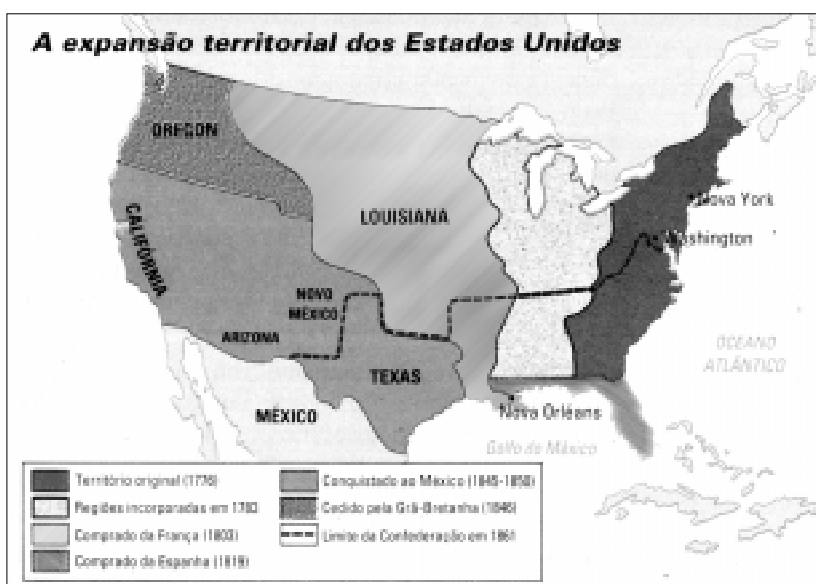 A expansão territorial dos Estados Unidos
OREGON
LOUISIANA
CALIFÓRNIA
Nova York
Washington
NOVO
MÉXICO
ARIZONA
TEXAS
OCEANO
ATLÂNTICO
MÉXICO
Nova Orléans
Golfo do México
Território original (1776)
Regiões incorporadas em 1783
Comprado da França (1803)
Comprado da Espanha (1819)
Conquistado ao México (1845-1850)
Cedido pela Grã-Bretanha (1846)
Limite da Confederação em 1861